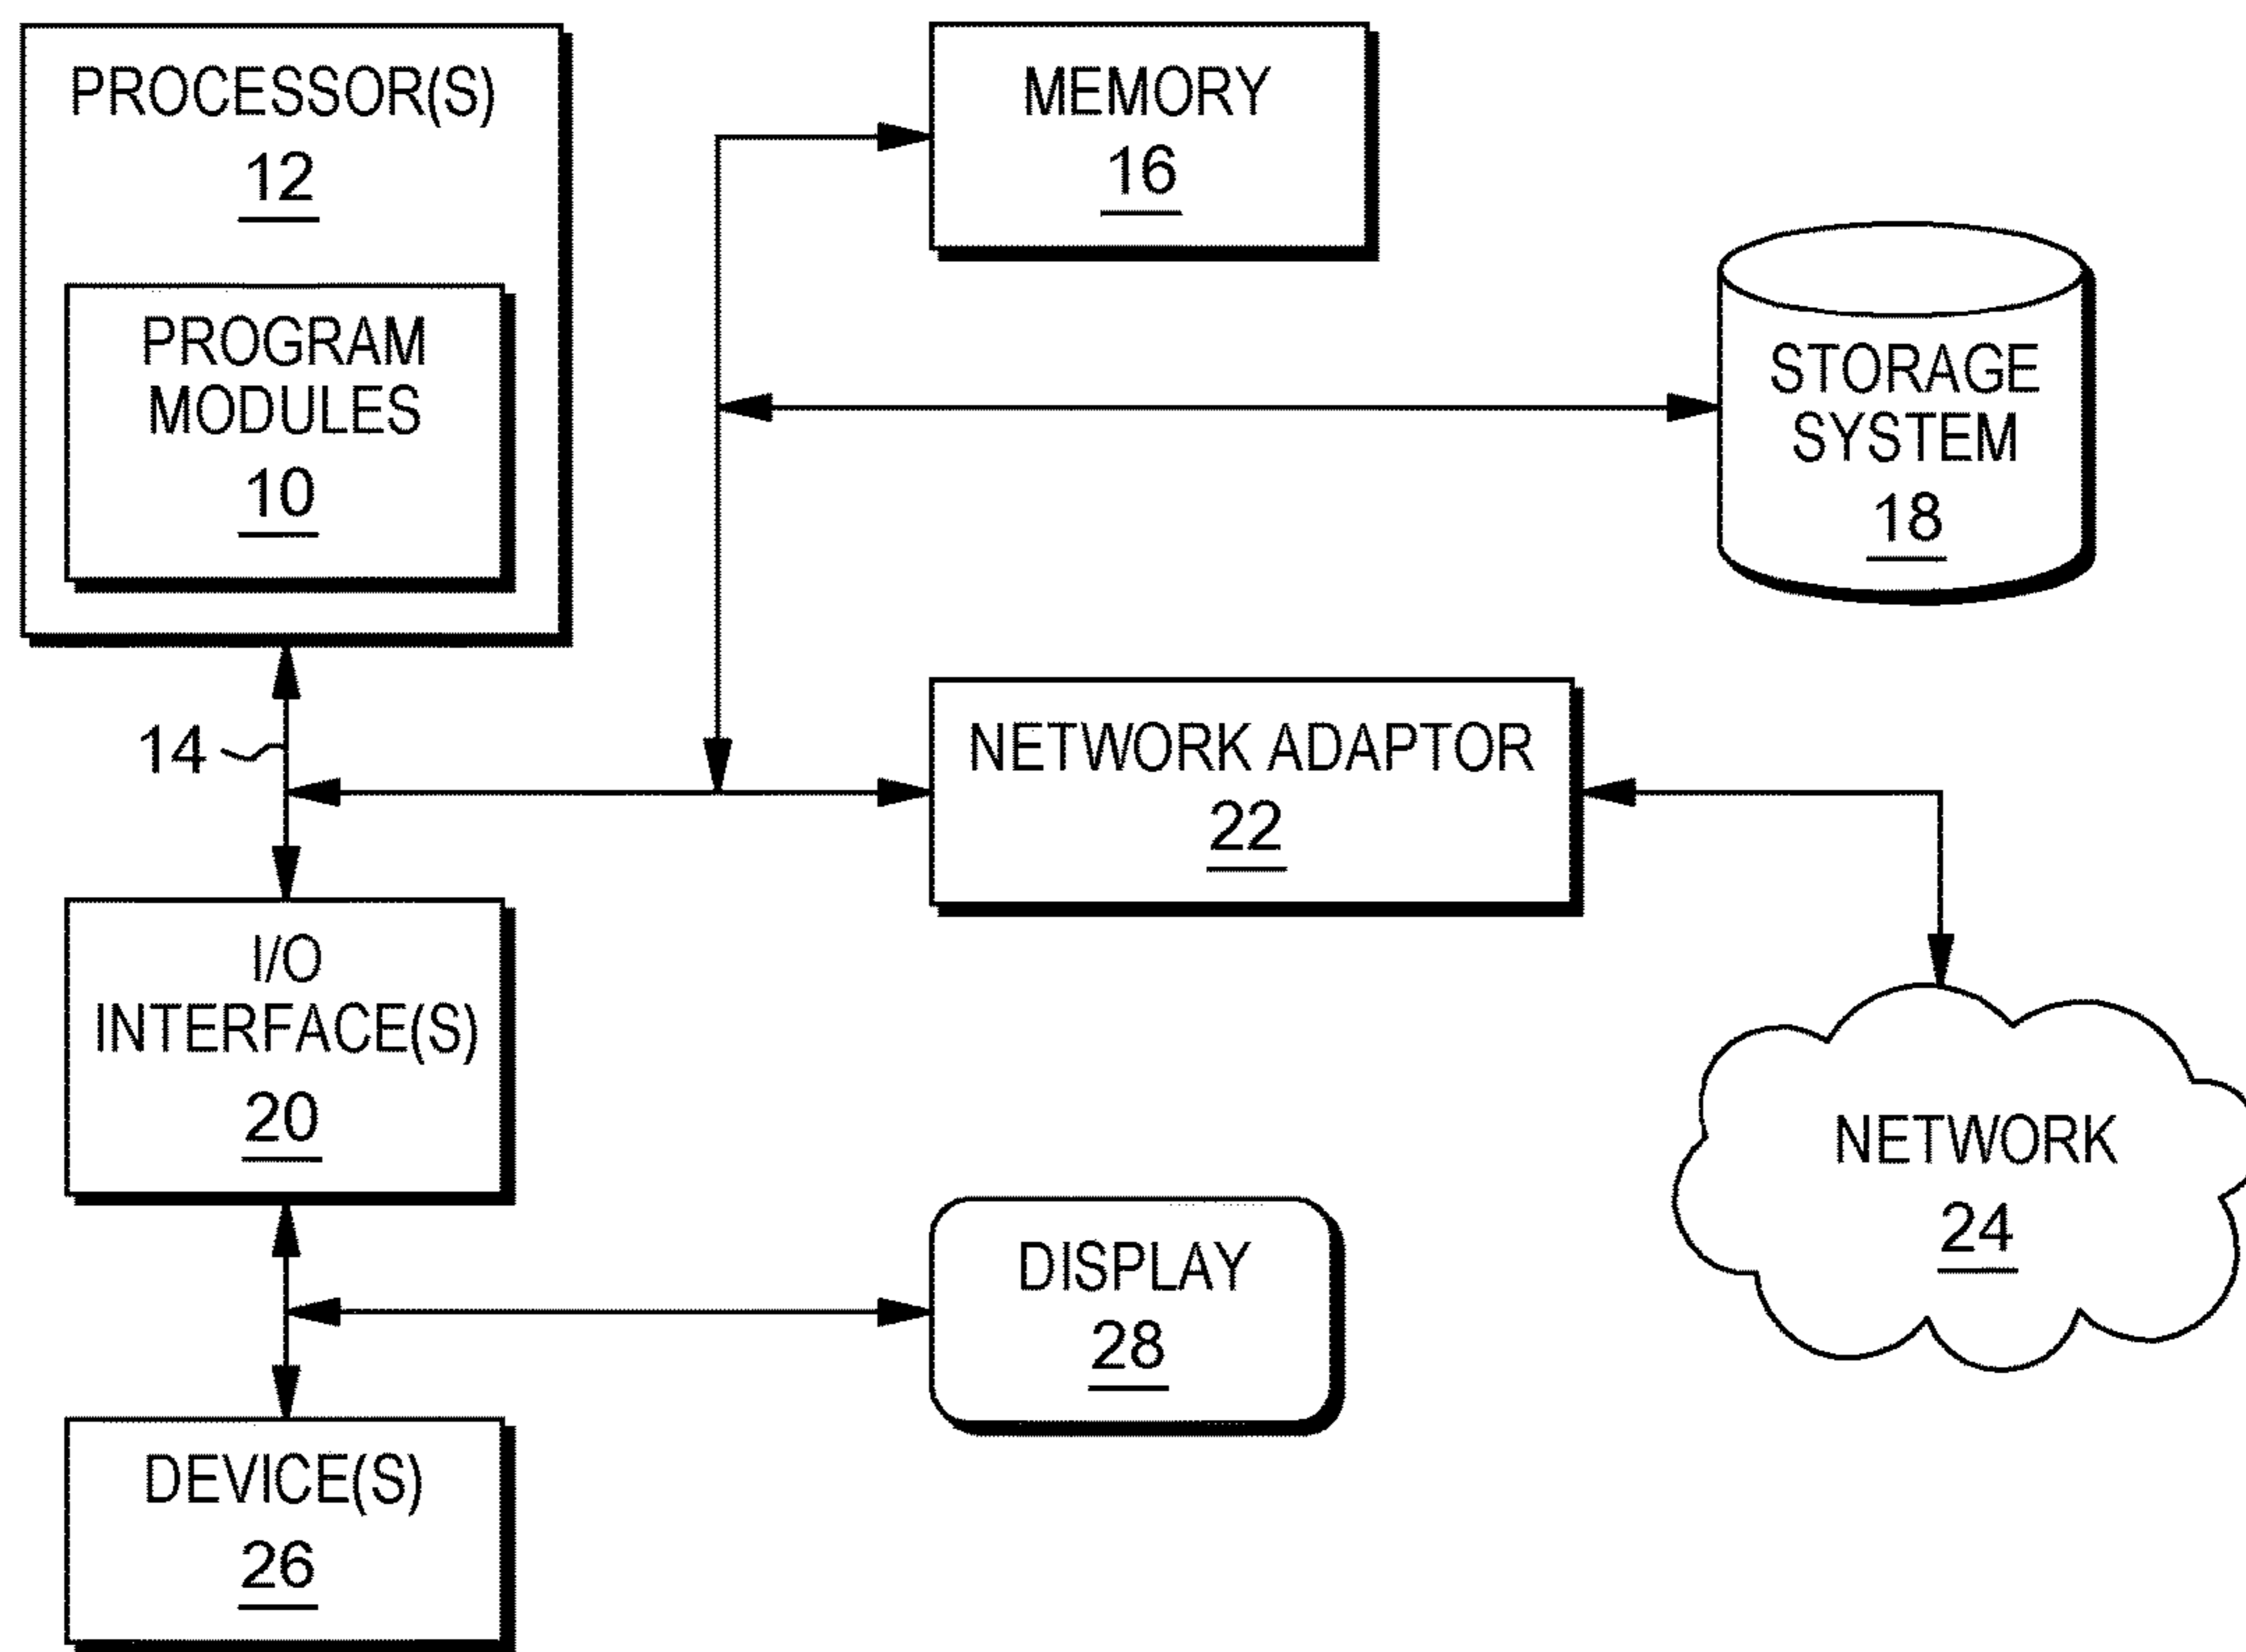 PROCESSOR(S)
12
PROGRAM
MODULES
10
MEMORY
16
STORAGE
SYSTEM
18
14
NETWORK ADAPTOR
22
I/O
INTERFACE(S)
20
NETWORK
24
DISPLAY
28
DEVICE(S)
26